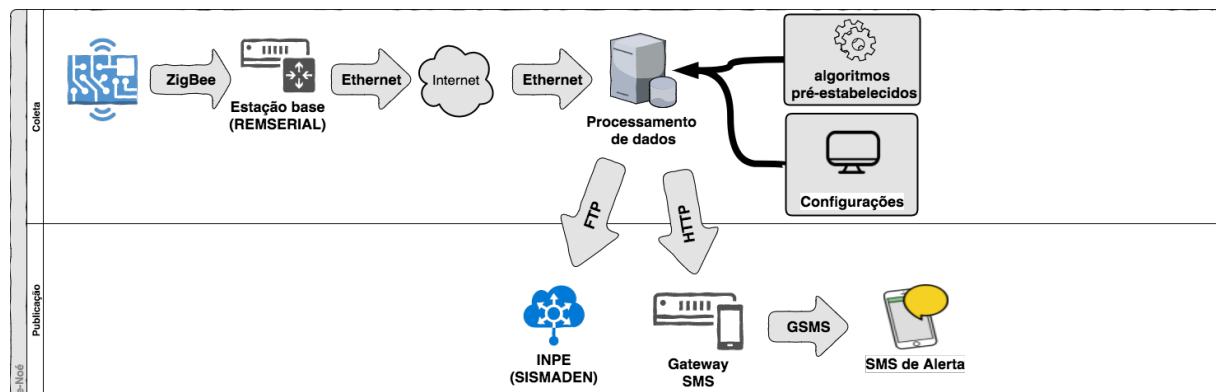 ZigBee
Estação base
(REMSERIAL)
Ethernet
Internet
Ethernet
Processamento
de dados
algoritmos
pré-estabelecidos
Configurações
Coleta
FTP
HTTP
Publicação
INPE
(SISMADEN)
Gateway
SMS
GSMS
SMS de Alerta
e-Noé